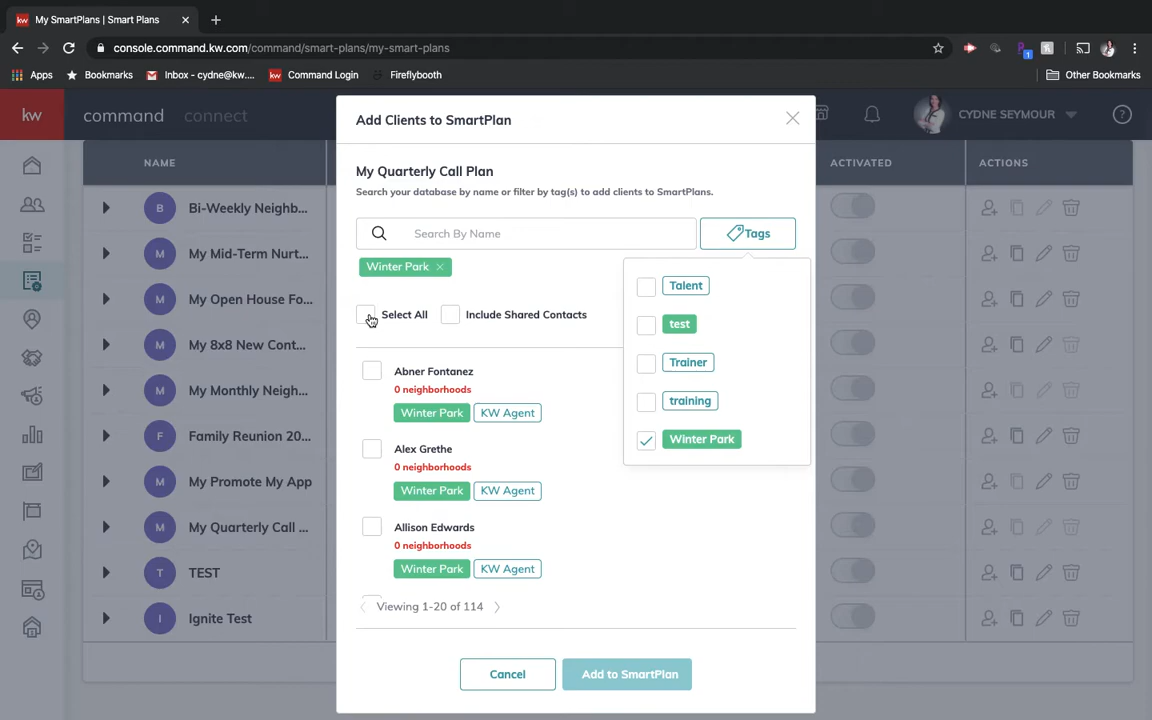 kw My SmartPlans | Smart Plans
console.command.kw.com/command/smart-plans/my-smart-plans
1
Apps Bookmarks Inbox - cydne@kw.... kw Command Login Fireflybooth Other Bookmarks
kw command connect CYDNE SEYMOUR ?
NAME ACTIVATED ACTIONS
B Bi-Weekly Neighb...
M My Mid-Term Nurt...
M My Open House Fo...
M My 8x8 New Cont...
M My Monthly Neigh...
F Family Reunion 20...
M My Promote My App
M My Quarterly Call ...
T TEST
I Ignite Test
Add Clients to SmartPlan
My Quarterly Call Plan
Search your database by name or filter by tag(s) to add clients to SmartPlans.
Search By Name Tags
Winter Park
Select All Include Shared Contacts
Talent
test
Trainer
training
Winter Park
Abner Fontanez
0 neighborhoods
Winter Park KW Agent
Alex Grethe
0 neighborhoods
Winter Park KW Agent
Allison Edwards
0 neighborhoods
Winter Park KW Agent
Viewing 1-20 of 114
Cancel Add to SmartPlan